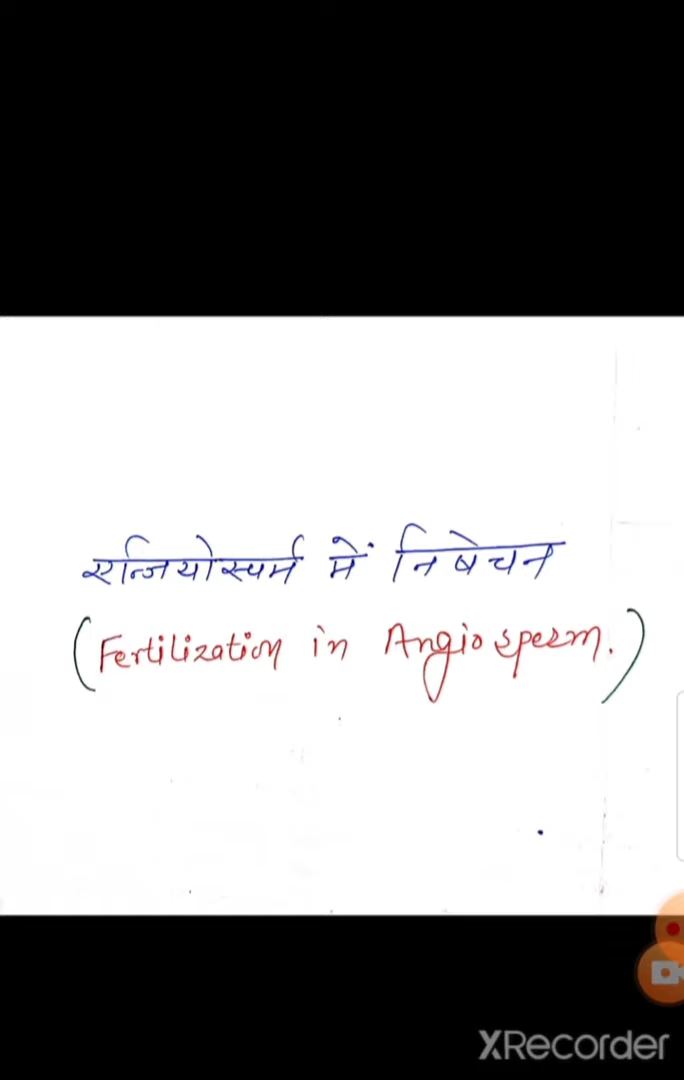 एन्जियोस्पर्म में निषेचन
(Fertilization in Angiosperm.)
XRecorder